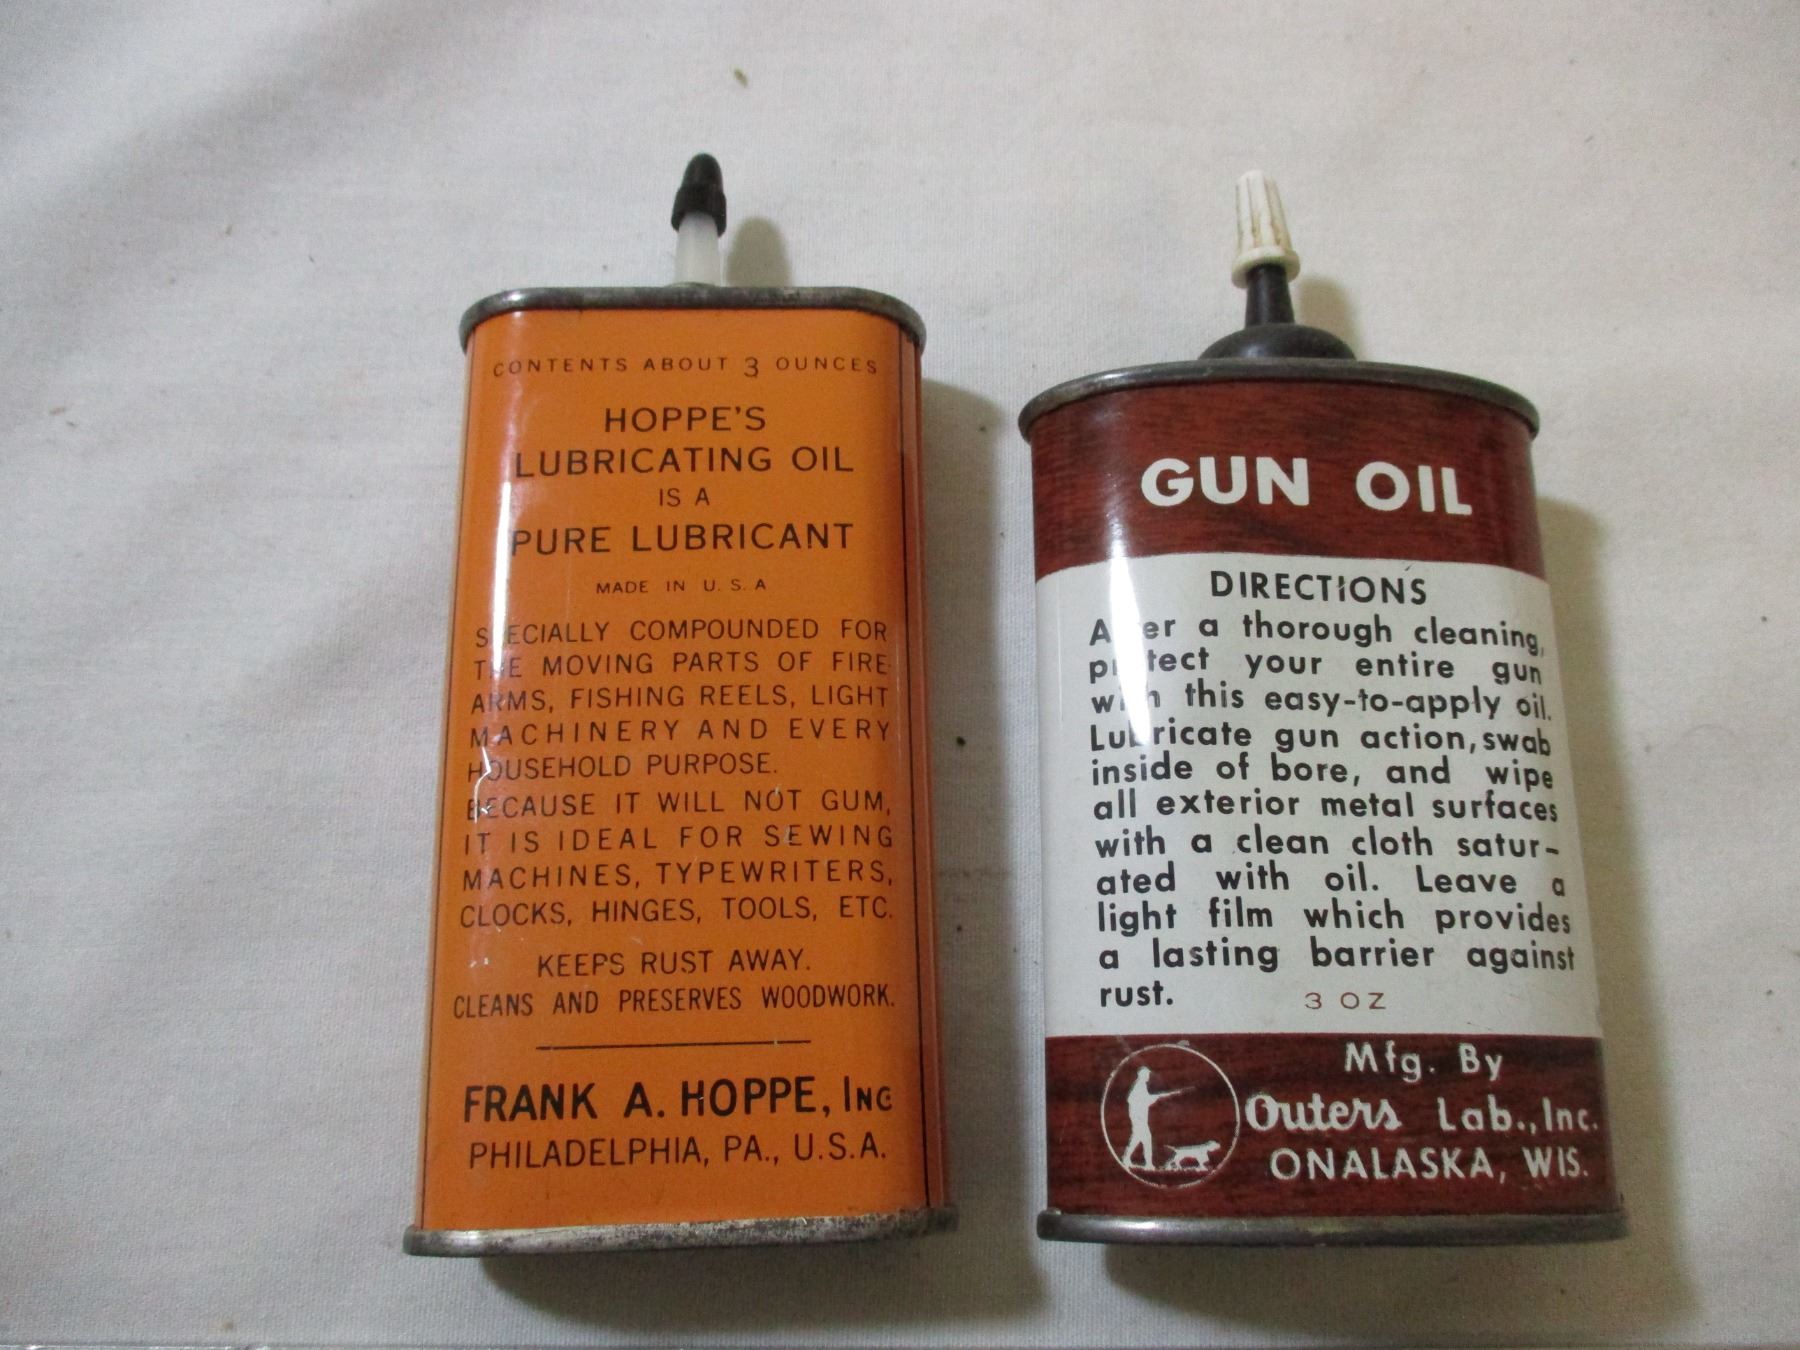 CONTENTS ABOUT 3 OUNCES
HOPPE'S
LUBRICATING OIL
IS A
PURE LUBRICANT
MADE IN U. S. A
SPECIALLY COMPOUNDED FOR
THE MOVING PARTS OF FIRE-
ARMS, FISHING REELS, LIGHT
MACHINERY AND EVERY
HOUSEHOLD PURPOSE.
BECAUSE IT WILL NOT GUM,
IT IS IDEAL FOR SEWING
MACHINES, TYPEWRITERS,
CLOCKS, HINGES, TOOLS, ETC.
KEEPS RUST AWAY.
CLEANS AND PRESERVES WOODWORK.
FRANK A. HOPPE, INC
PHILADELPHIA, PA., U.S.A.
GUN OIL
DIRECTIONS
After a thorough cleaning,
protect your entire gun
with this easy-to-apply oil.
Lubricate gun action, swab
inside of bore, and wipe
all exterior metal surfaces
with a clean cloth satur-
ated with oil. Leave a
light film which provides
a lasting barrier against
rust.
3 OZ
Mfg. By
Outers Lab., Inc.
ONALASKA, WIS.